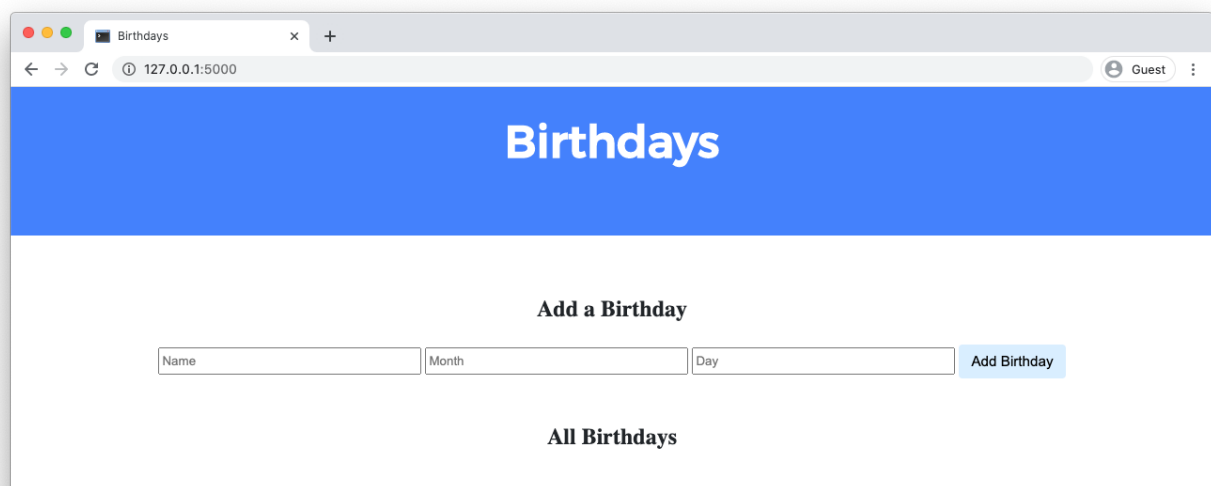 Birthdays
127.0.0.1:5000
Guest
Birthdays
Add a Birthday
Name Month Day Add Birthday
All Birthdays